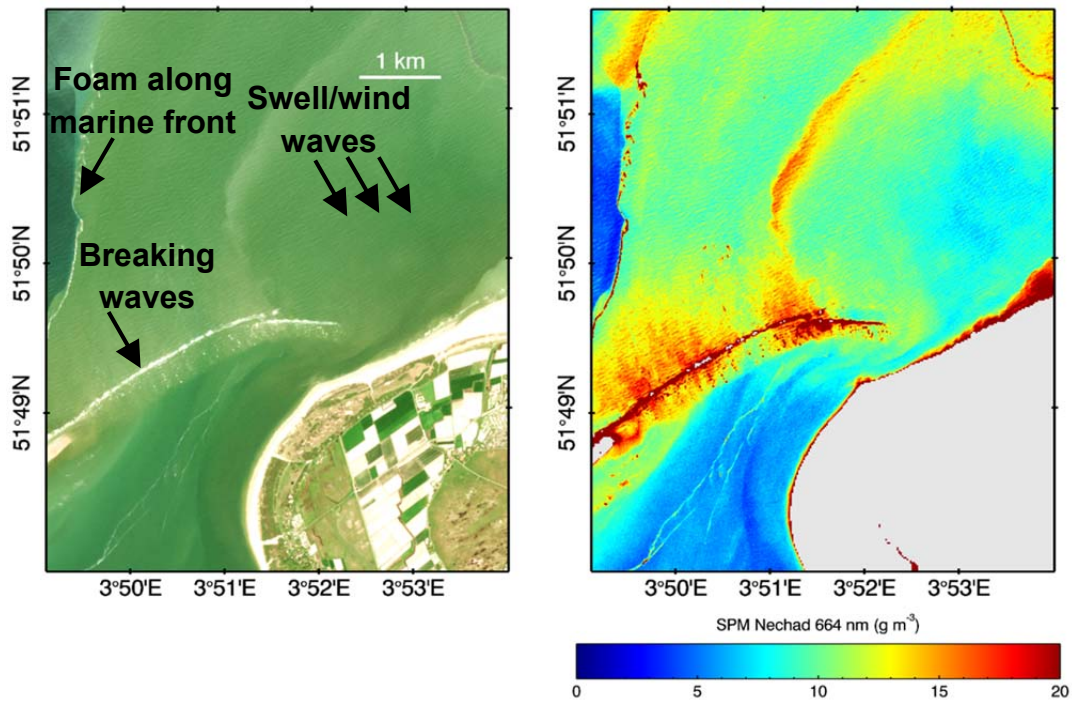 Foam along
marine front
Swell/wind
waves
1 km
Breaking
waves
51°51'N
51°50'N
51°49'N
3°50'E 3°51'E 3°52'E 3°53'E
51°51'N
51°50'N
51°49'N
3°50'E 3°51'E 3°52'E 3°53'E
SPM Nechad 664 nm (g m⁻³)
0 5 10 15 20